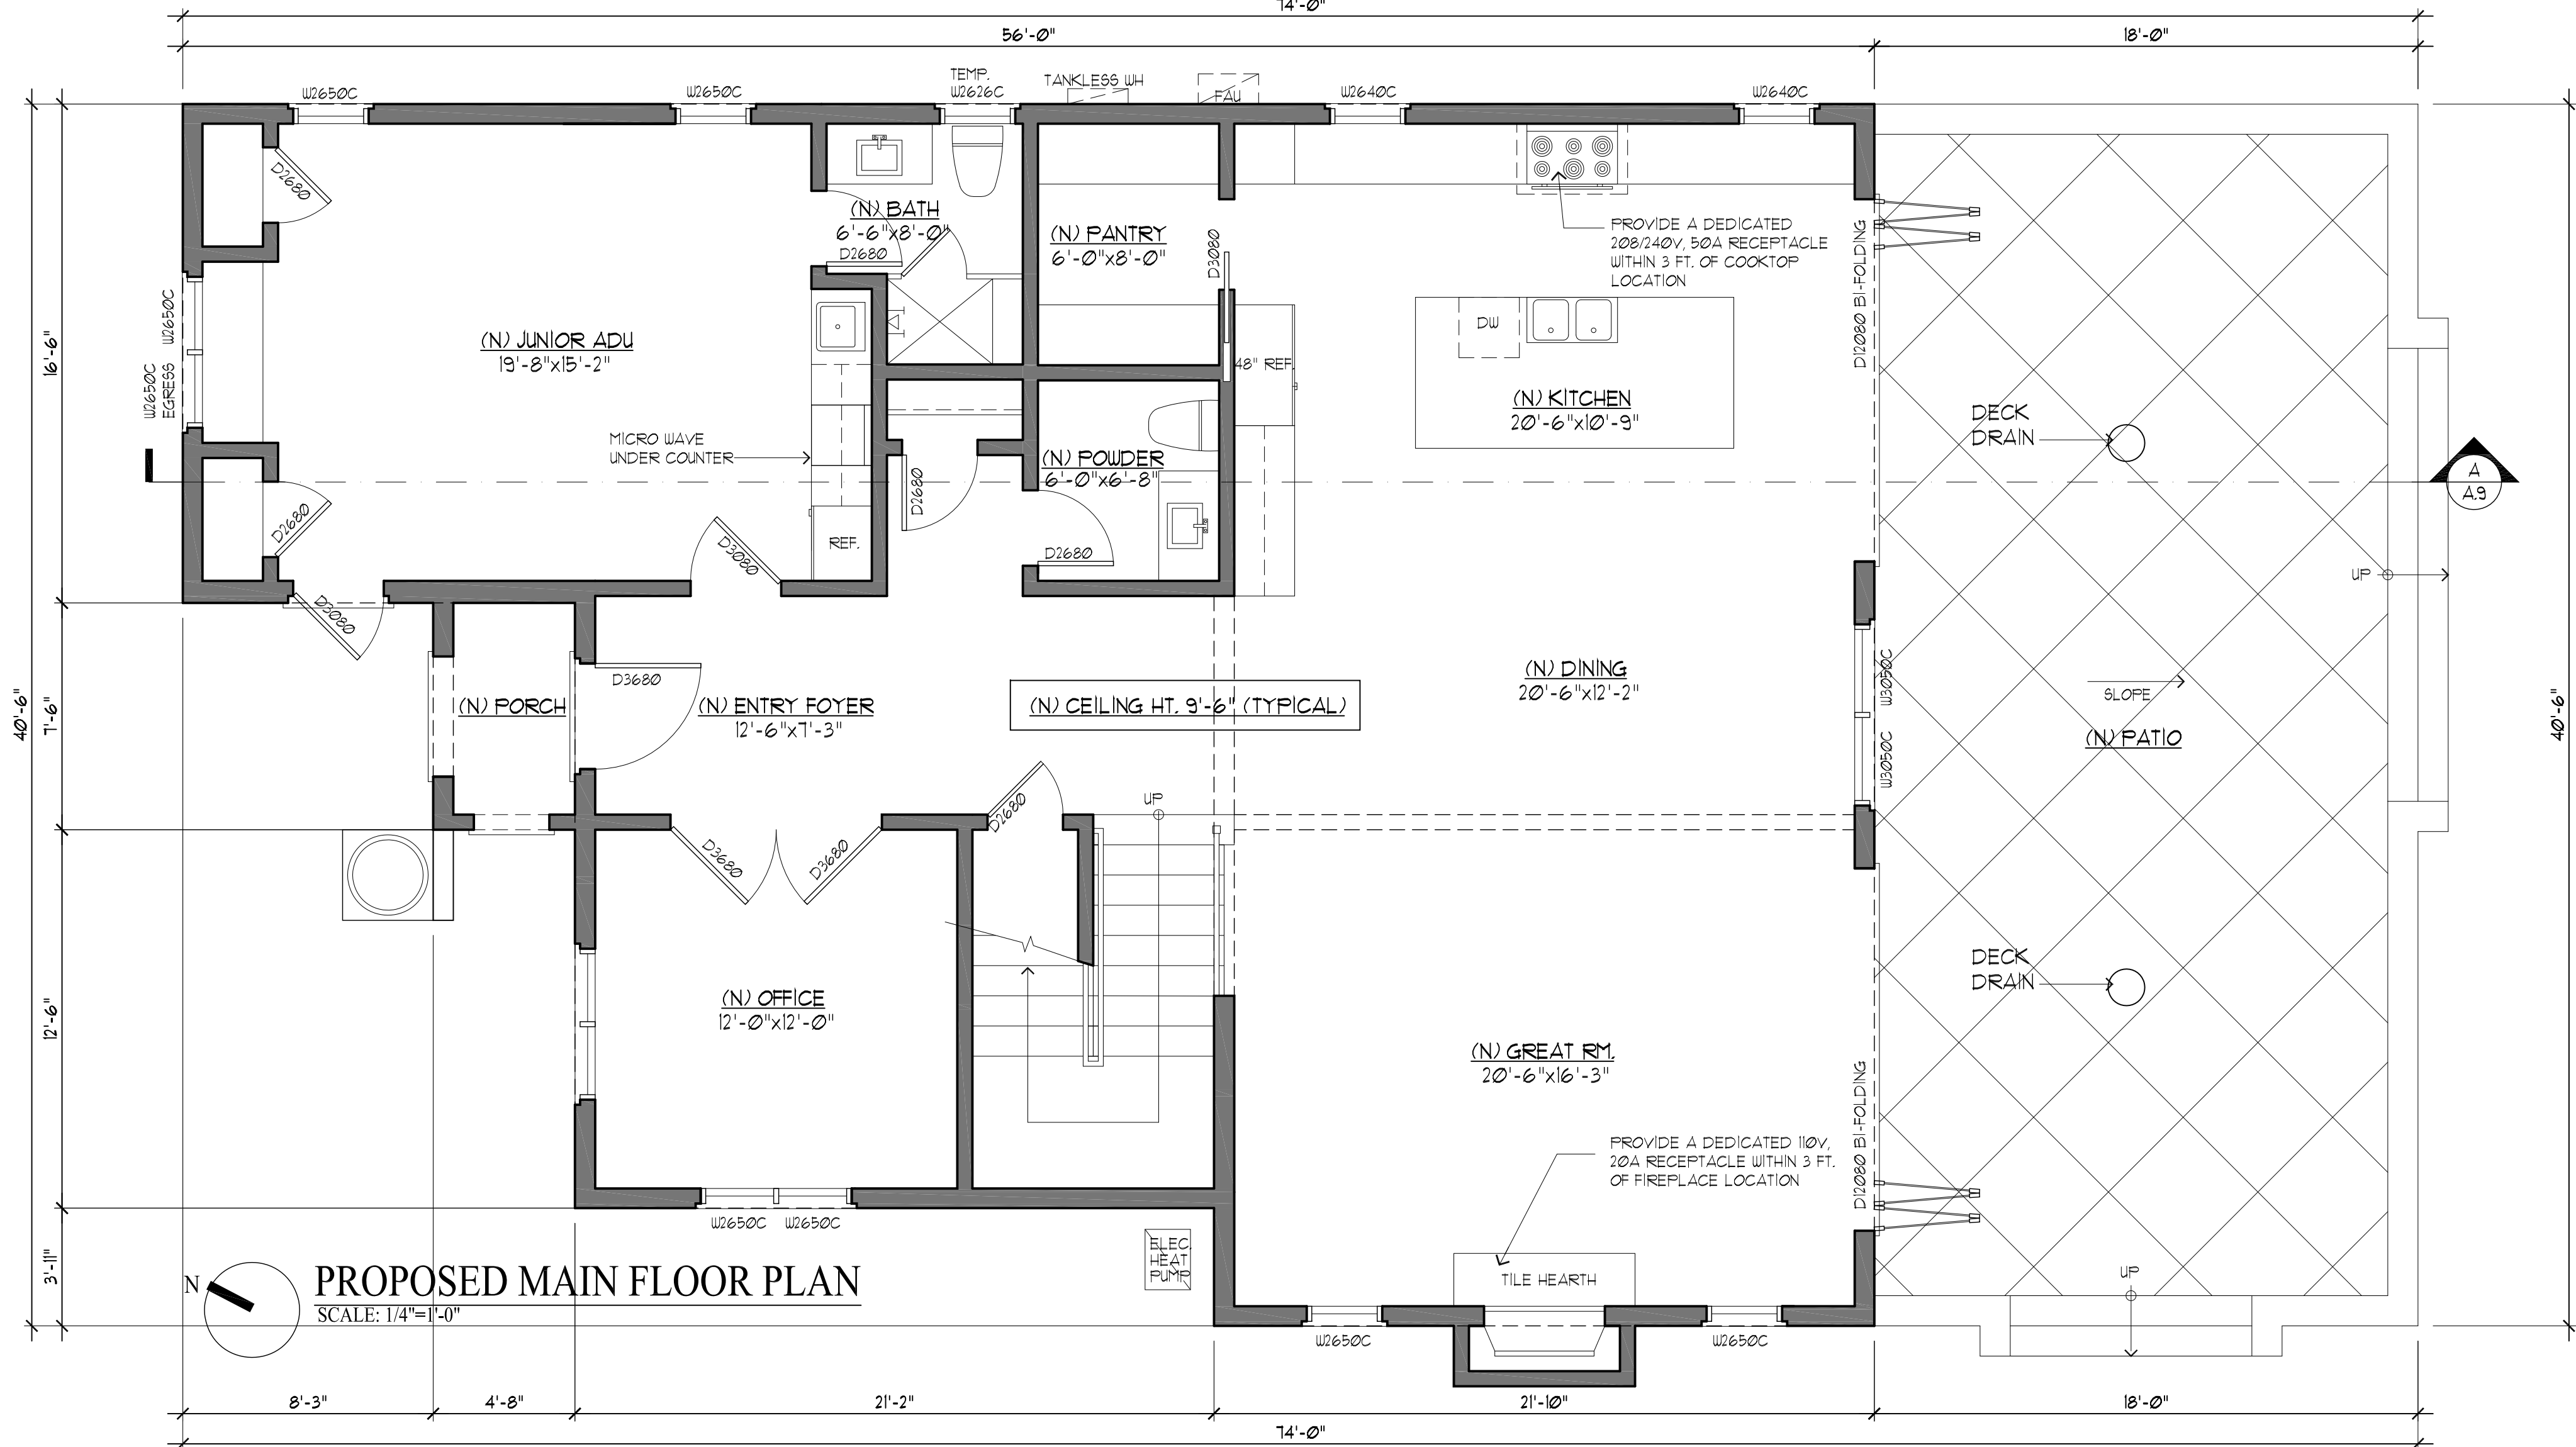 74'-0"
56'-0"
18'-0"
TEMP.
TANKLESS WH
FAU
W2650C
W2650C
W2626C
W2640C
W2640C
D2680
(N) BATH
6'-6"x8'-0"
D2680
(N) PANTRY
6'-0"x8'-0"
D3080
PROVIDE A DEDICATED
208/240V, 50A RECEPTACLE
WITHIN 3 FT. OF COOKTOP
LOCATION
D12080 BI-FOLDING
W2650C
EGRESS W2650C
16'-6"
(N) JUNIOR ADU
19'-8"x15'-2"
48" REF.
DW
(N) KITCHEN
20'-6"x10'-9"
DECK
DRAIN
MICRO WAVE
UNDER COUNTER
(N) POWDER
6'-0"x6'-8"
A
A.9
D2680
D2680
D3080
REF.
D2680
UP
D3080
D3680
(N) PORCH
(N) ENTRY FOYER
12'-6"x7'-3"
(N) CEILING HT. 9'-6" (TYPICAL)
(N) DINING
20'-6"x12'-2"
W3050C
W3050C
SLOPE
(N) PATIO
40'-6"
7'-6"
40'-6"
UP
D2680
D3680
D3680
DECK
DRAIN
12'-6"
(N) OFFICE
12'-0"x12'-0"
(N) GREAT RM.
20'-6"x16'-3"
PROVIDE A DEDICATED 110V,
20A RECEPTACLE WITHIN 3 FT.
OF FIREPLACE LOCATION
D12080 BI-FOLDING
W2650C W2650C
ELEC.
HEAT
PUMP
3'-11"
N
PROPOSED MAIN FLOOR PLAN
SCALE: 1/4"=1'-0"
TILE HEARTH
UP
W2650C
W2650C
8'-3"
4'-8"
21'-2"
21'-10"
18'-0"
74'-0"